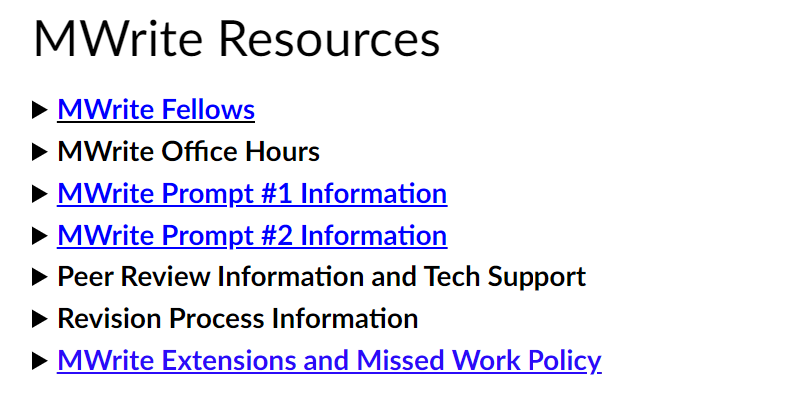 MWrite Resources
MWrite Fellows
MWrite Office Hours
MWrite Prompt #1 Information
MWrite Prompt #2 Information
Peer Review Information and Tech Support
Revision Process Information
MWrite Extensions and Missed Work Policy